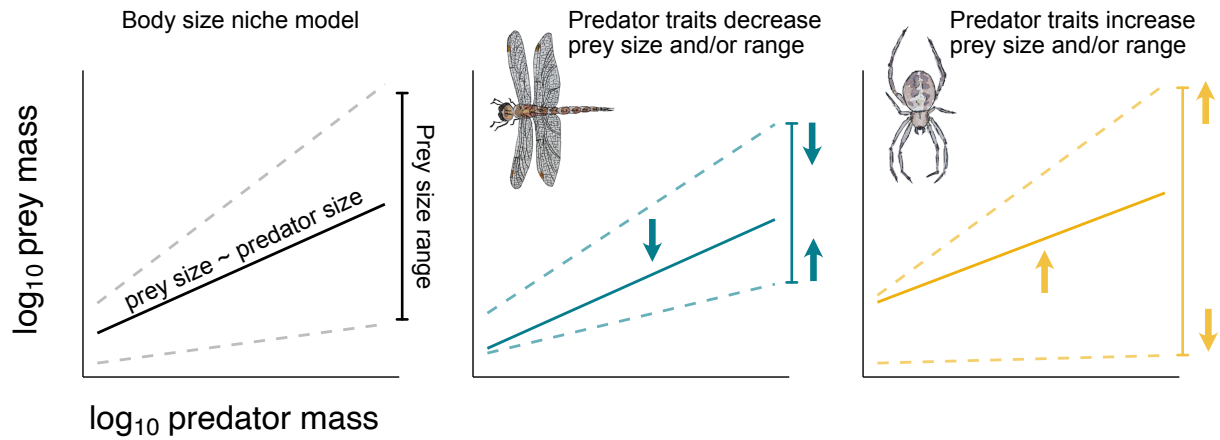 Body size niche model
Predator traits decrease
prey size and/or range
Predator traits increase
prey size and/or range
log₁₀ prey mass
prey size ~ predator size
Prey size range
log₁₀ predator mass